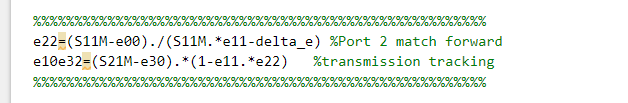 %%%%%%%%%%%%%%%%%%%%%%%%%%%%%%%%%%%%%%%%%%%%%%%%%%%%%%%
e22=(S11M-e00)./(S11M.*e11-delta_e) %Port 2 match forward
e10e32=(S21M-e30).*(1-e11.*e22)   %transmission tracking
%%%%%%%%%%%%%%%%%%%%%%%%%%%%%%%%%%%%%%%%%%%%%%%%%%%%%%%